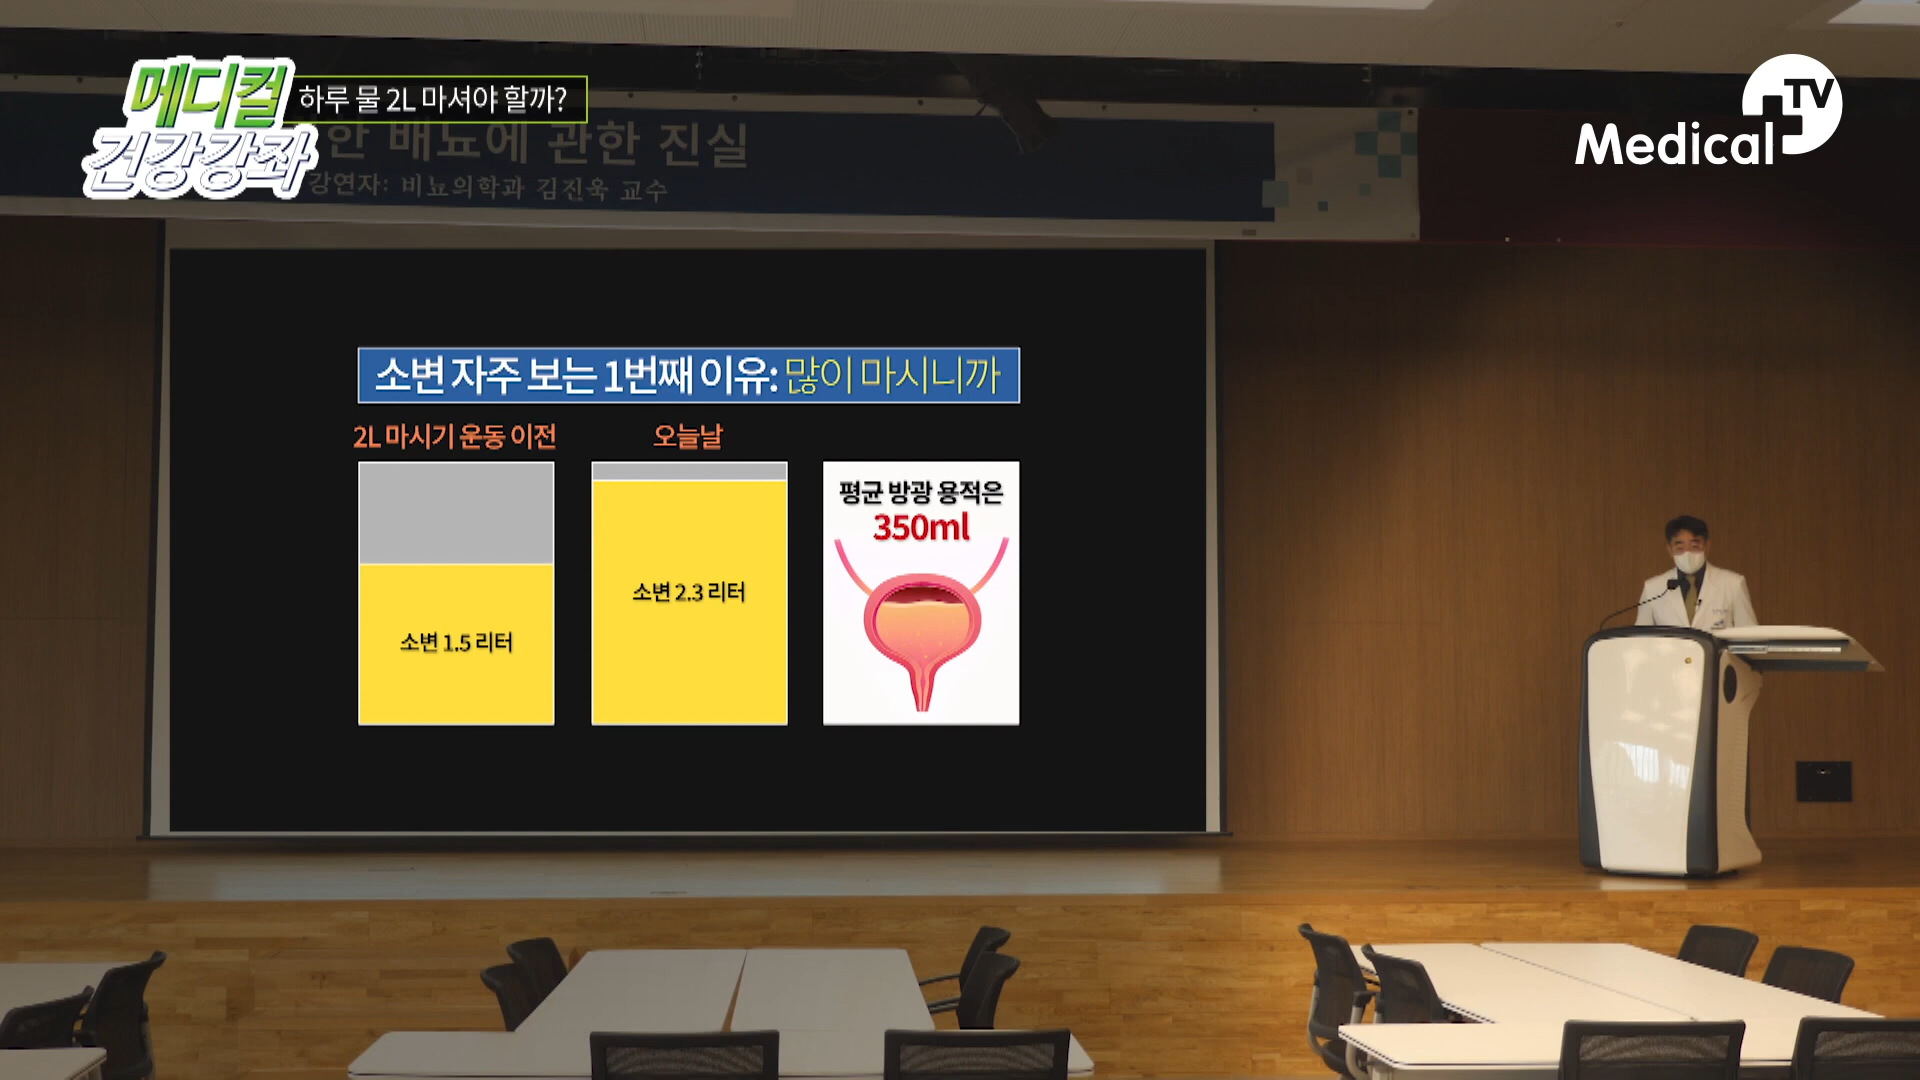 메디컬
건강강좌
하루 물 2L 마셔야 할까?
한 배뇨에 관한 진실
강연자: 비뇨의학과 김진욱 교수
Medical TV
소변 자주 보는 1번째 이유: 많이 마시니까
2L 마시기 운동 이전
오늘날
소변 1.5 리터
소변 2.3 리터
평균 방광 용적은
350ml